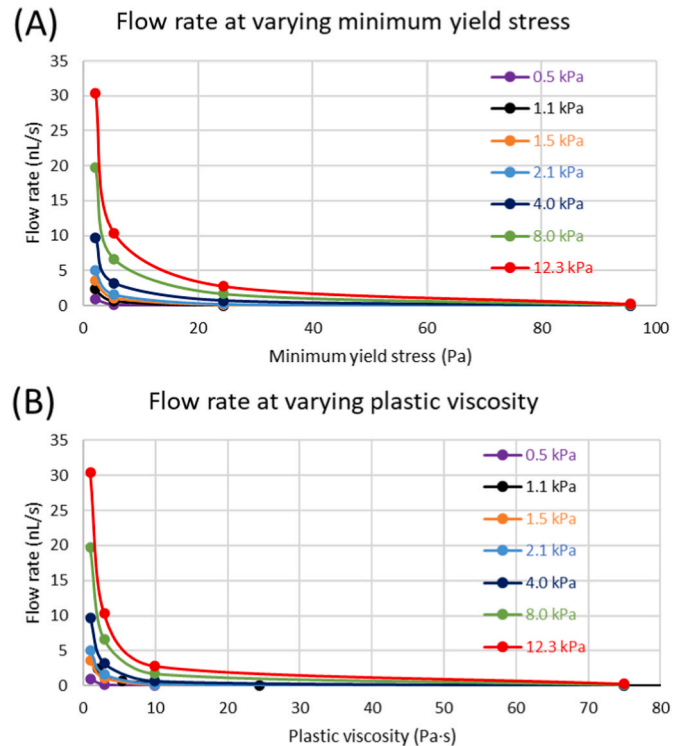 (A) Flow rate at varying minimum yield stress
35
30
25
20
15
10
5
0
Flow rate (nL/s)
0.5 kPa
1.1 kPa
1.5 kPa
2.1 kPa
4.0 kPa
8.0 kPa
12.3 kPa
0 20 40 60 80 100
Minimum yield stress (Pa)
(B) Flow rate at varying plastic viscosity
35
30
25
20
15
10
5
0
Flow rate (nL/s)
0.5 kPa
1.1 kPa
1.5 kPa
2.1 kPa
4.0 kPa
8.0 kPa
12.3 kPa
0 10 20 30 40 50 60 70 80
Plastic viscosity (Pa·s)